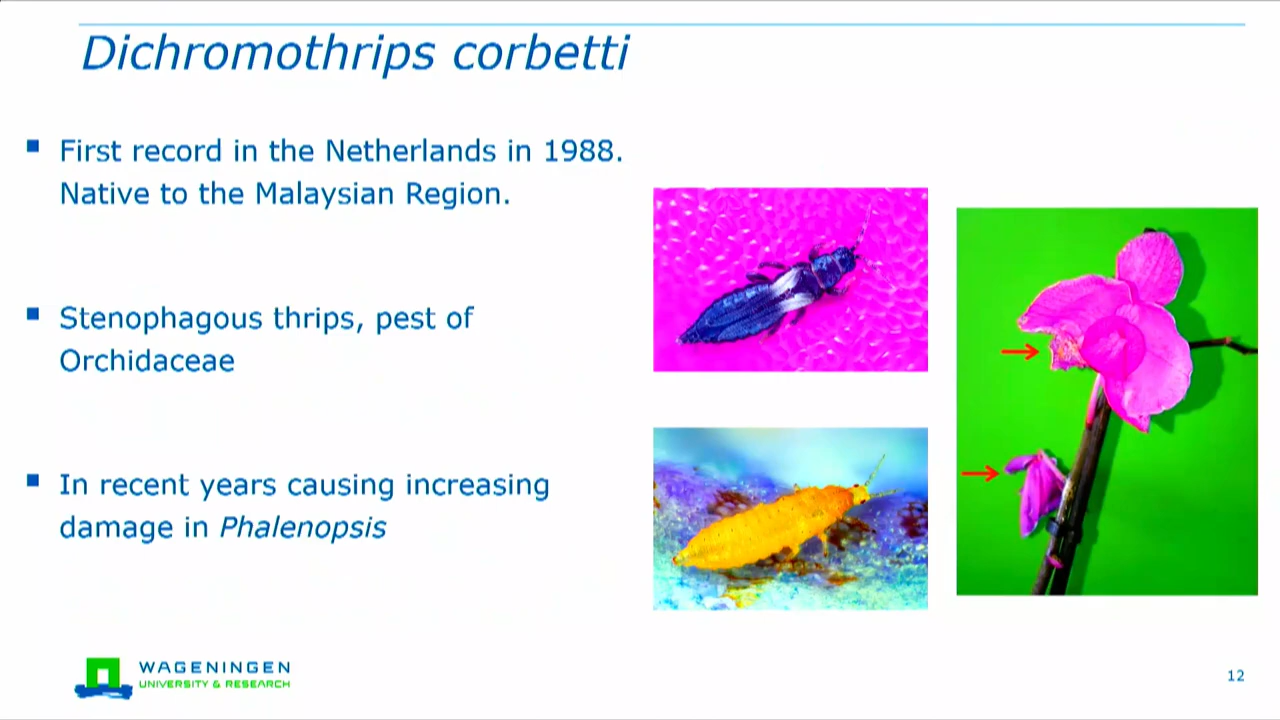 Dichromothrips corbetti
First record in the Netherlands in 1988.
Native to the Malaysian Region.
Stenophagous thrips, pest of
Orchidaceae
In recent years causing increasing
damage in Phalenopsis
WAGENINGEN
UNIVERSITY & RESEARCH
12